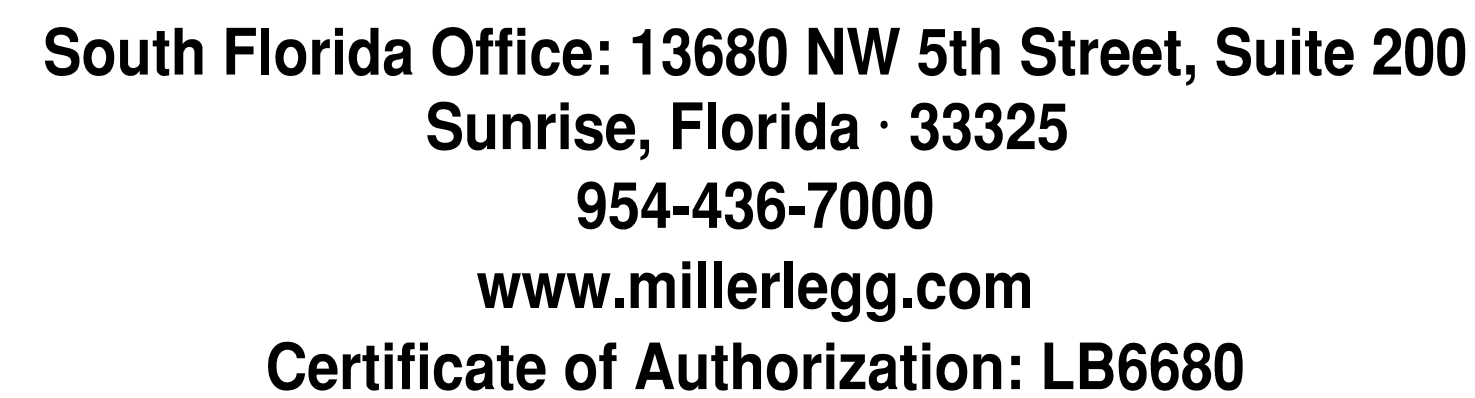 South Florida Office: 13680 NW 5th Street, Suite 200
Sunrise, Florida · 33325
954-436-7000
www.millerlegg.com
Certificate of Authorization: LB6680